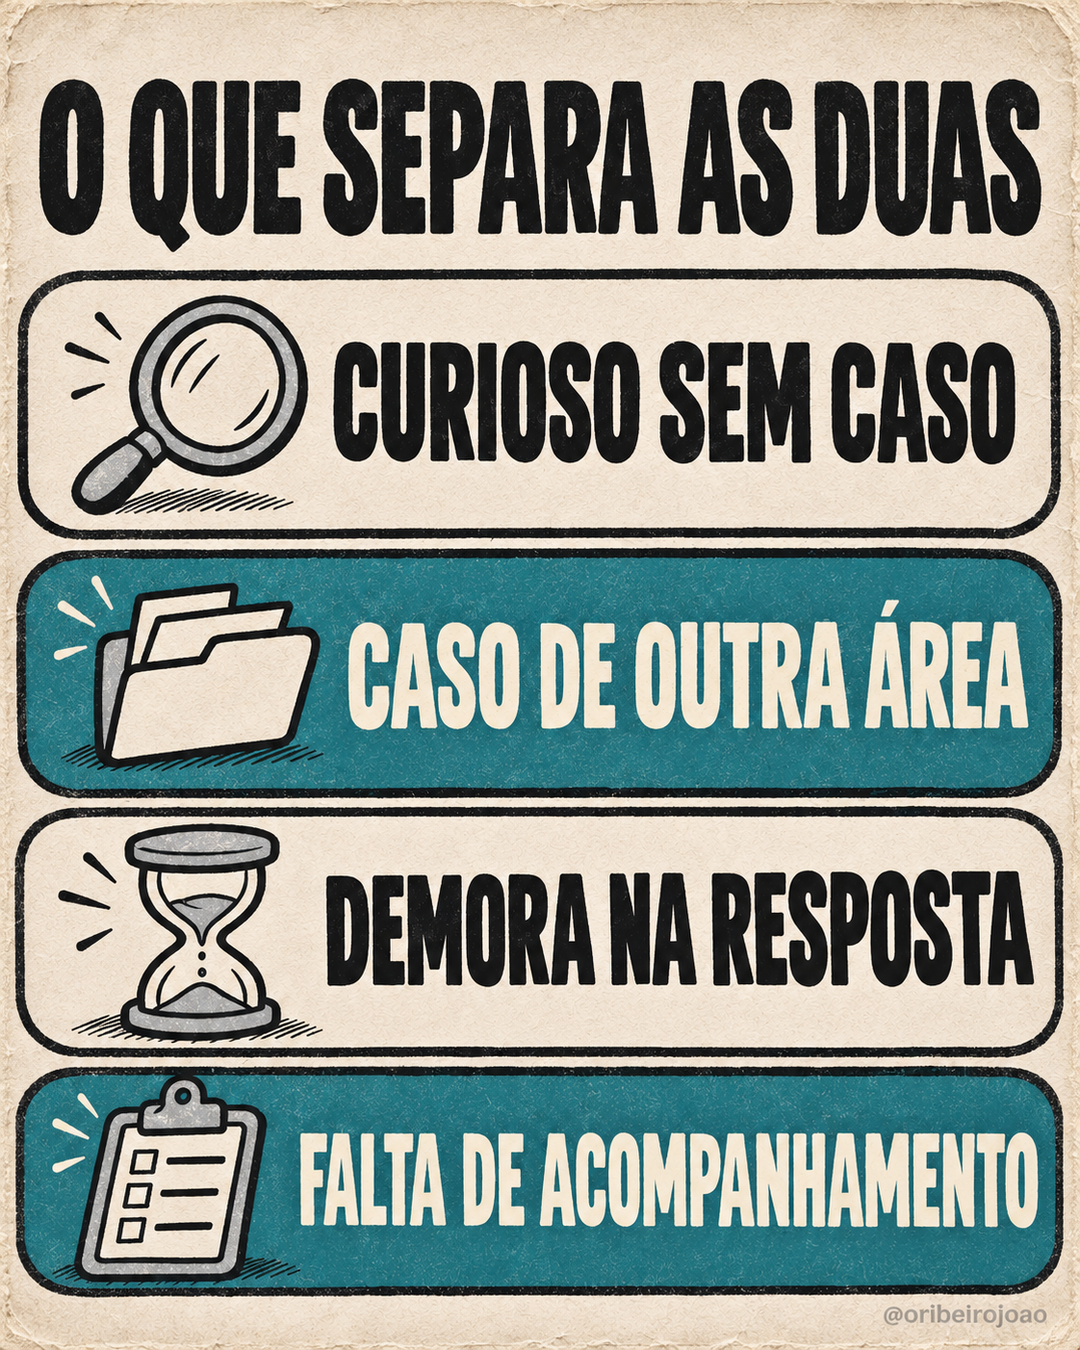 O QUE SEPARA AS DUAS
CURIOSO SEM CASO
CASO DE OUTRA ÁREA
DEMORA NA RESPOSTA
FALTA DE ACOMPANHAMENTO
@oribeirojoao